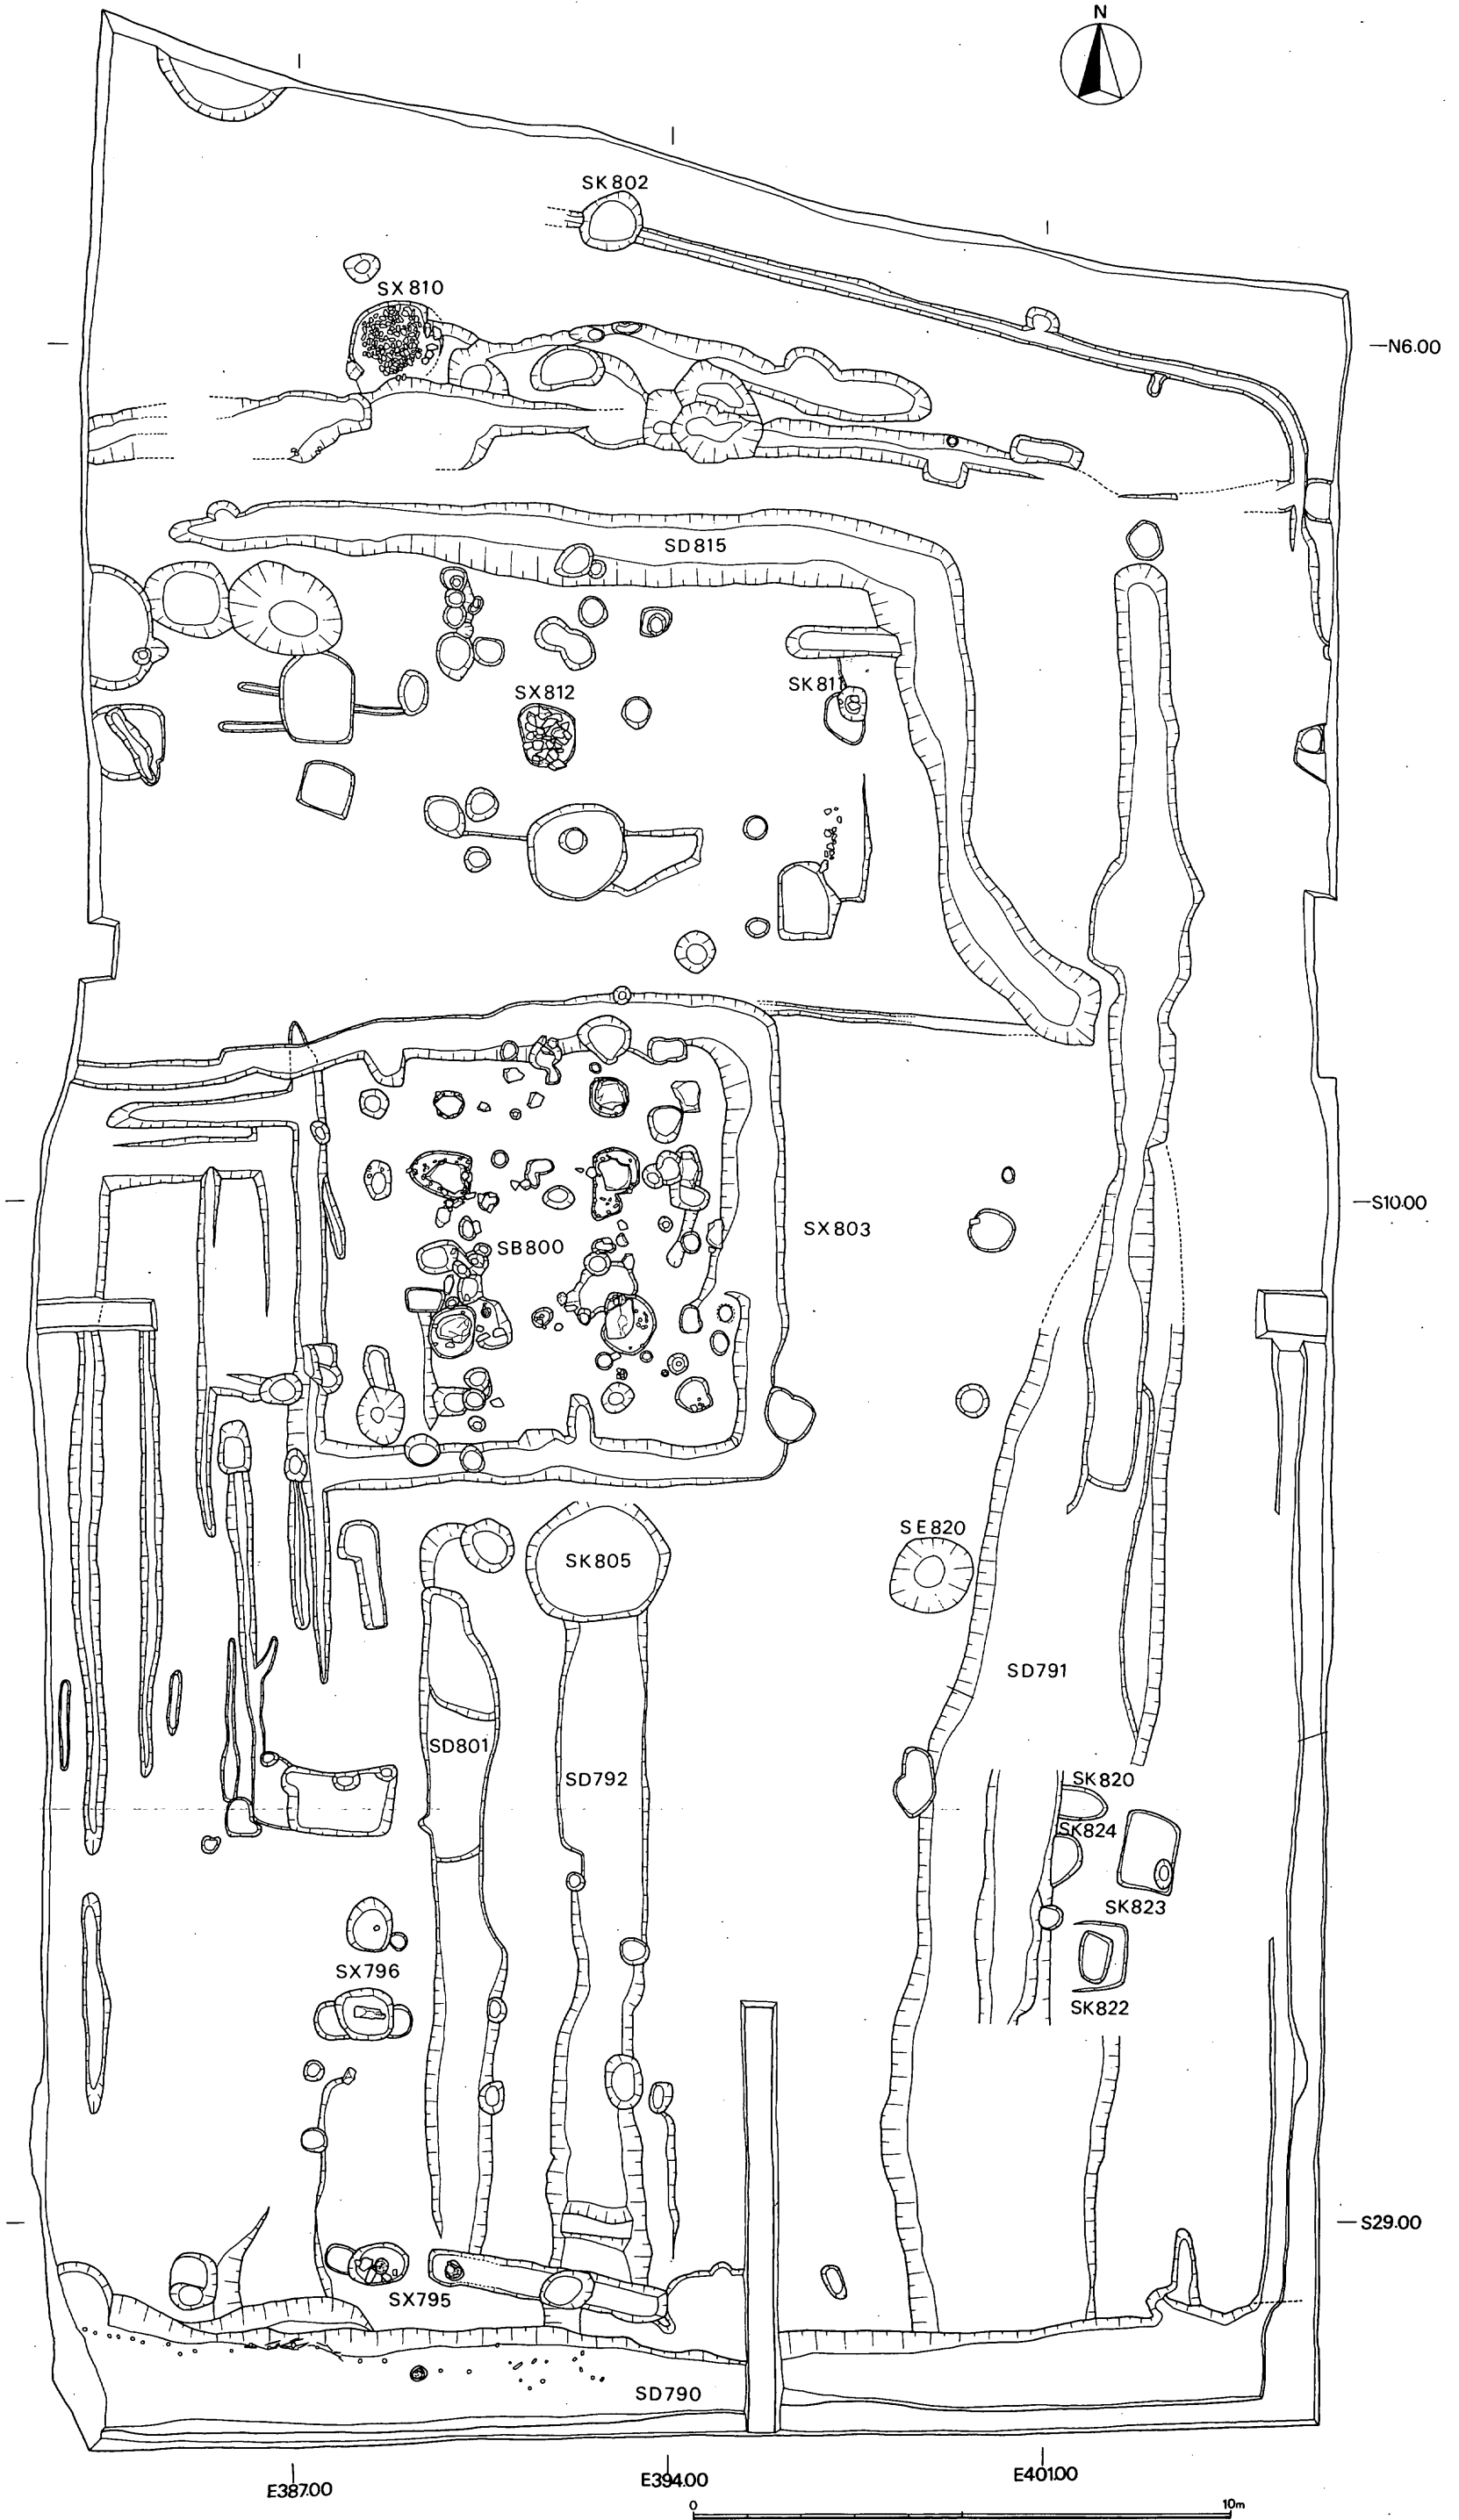 N
SK802
SX810
N6.00
SD815
SK811
SX812
S10.00
SX803
SB800
SE820
SK805
SD791
SD801
SD792
SK820
SK824
SK823
SX796
SK822
S29.00
SX795
SD790
E387.00
E394.00
E401.00
0
10m